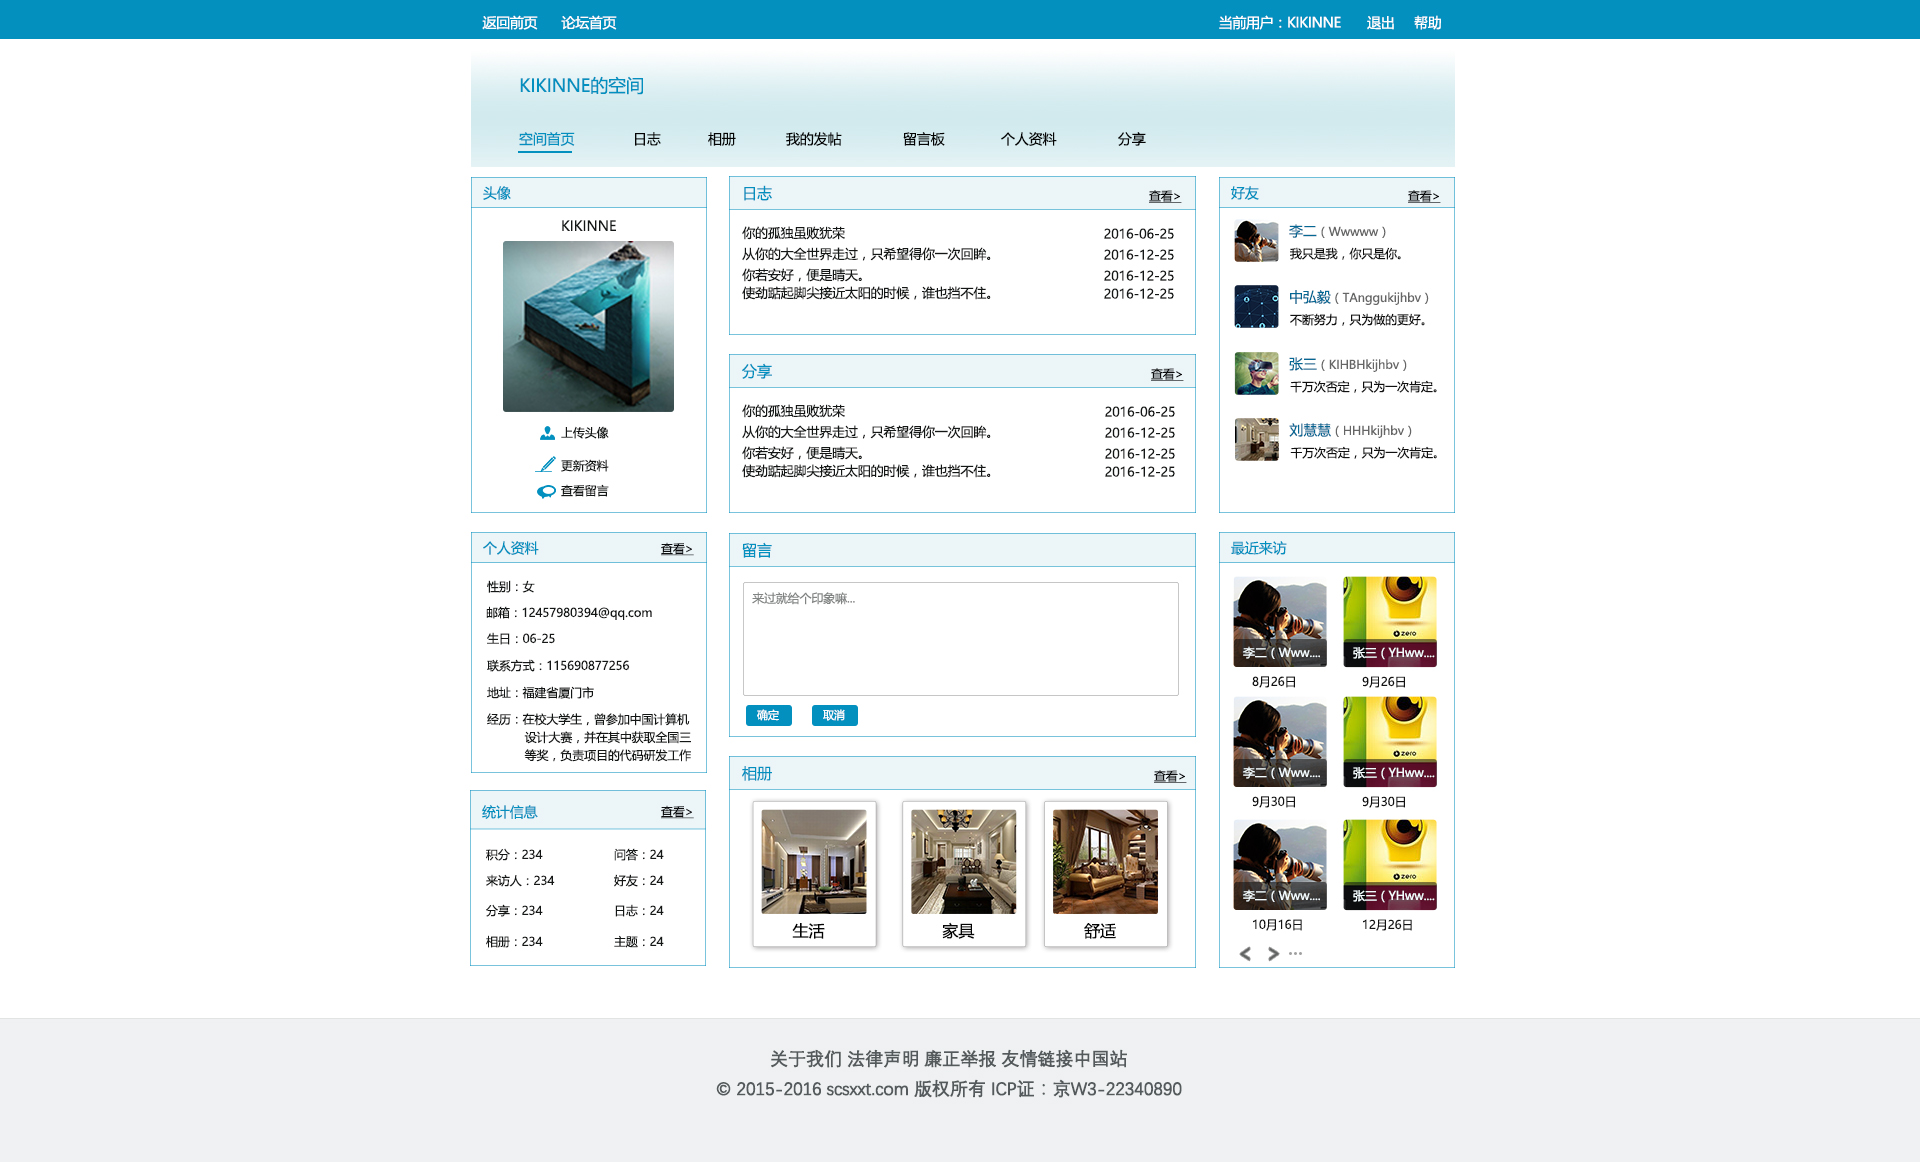 返回前页 论坛首页 当前用户：KIKINNE 退出 帮助
KIKINNE的空间
空间首页 日志 相册 我的发帖 留言板 个人资料 分享
头像
KIKINNE
上传头像
更新资料
查看留言
个人资料 查看>
性别：女
邮箱：12457980394@qq.com
生日：06-25
联系方式：115690877256
地址：福建省厦门市
经历：在校大学生，曾参加中国计算机
设计大赛，并在其中获取全国三
等奖，负责项目的代码研发工作
统计信息 查看>
积分：234 问答：24
来访人：234 好友：24
分享：234 日志：24
相册：234 主题：24
日志 查看>
你的孤独虽败犹荣 2016-06-25
从你的大全世界走过，只希望得你一次回眸。 2016-12-25
你若安好，便是晴天。 2016-12-25
使劲踮起脚尖接近太阳的时候，谁也挡不住。 2016-12-25
分享 查看>
你的孤独虽败犹荣 2016-06-25
从你的大全世界走过，只希望得你一次回眸。 2016-12-25
你若安好，便是晴天。 2016-12-25
使劲踮起脚尖接近太阳的时候，谁也挡不住。 2016-12-25
留言
来过就给个印象嘛...
确定 取消
相册 查看>
生活 家具 舒适
好友 查看>
李二（Wwwww）
我只是我，你只是你。
中弘毅（TAnggukijhbv）
不断努力，只为做的更好。
张三（KIHBHkijhbv）
千万次否定，只为一次肯定。
刘慧慧（HHHkijhbv）
千万次否定，只为一次肯定。
最近来访
zero
李二（Www.... 张三（YHww....
8月26日 9月26日
zero
李二（Www.... 张三（YHww....
9月30日 9月30日
zero
李二（Www.... 张三（YHww....
10月16日 12月26日
< > ...
关于我们 法律声明 廉正举报 友情链接中国站
© 2015-2016 scsxxt.com 版权所有 ICP证：京W3-22340890